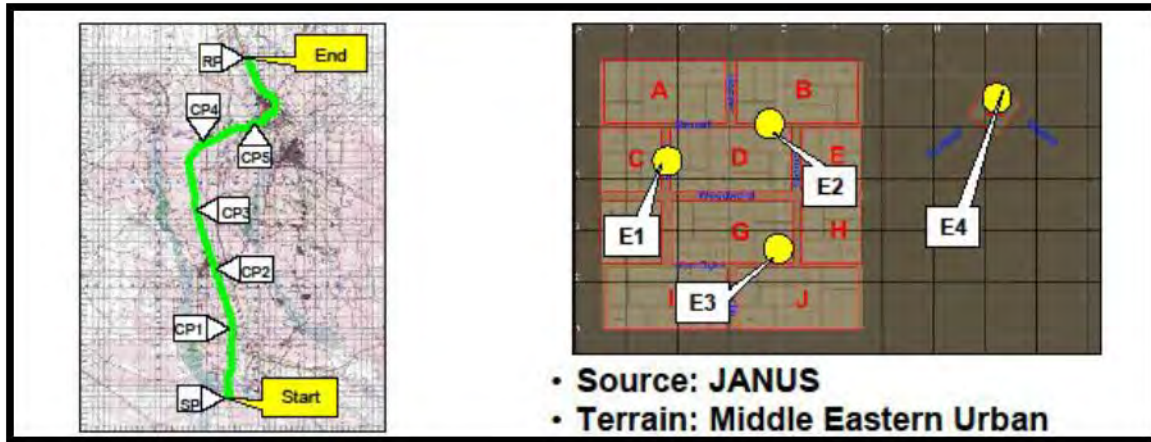 RP
End
CP4
CP5
CP3
CP2
CP1
SP
Start
A
B
C
D
E
E1
E2
E4
Woodward
G
H
E3
I
J
• Source: JANUS
• Terrain: Middle Eastern Urban